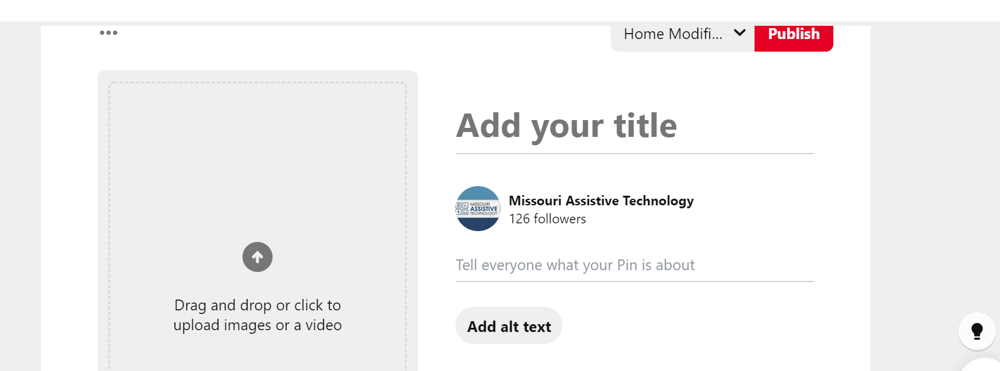 Home Modifi...
Publish
Drag and drop or click to
upload images or a video
Add your title
MISSOURI
ASSISTIVE
TECHNOLOGY
Missouri Assistive Technology
126 followers
Tell everyone what your Pin is about
Add alt text